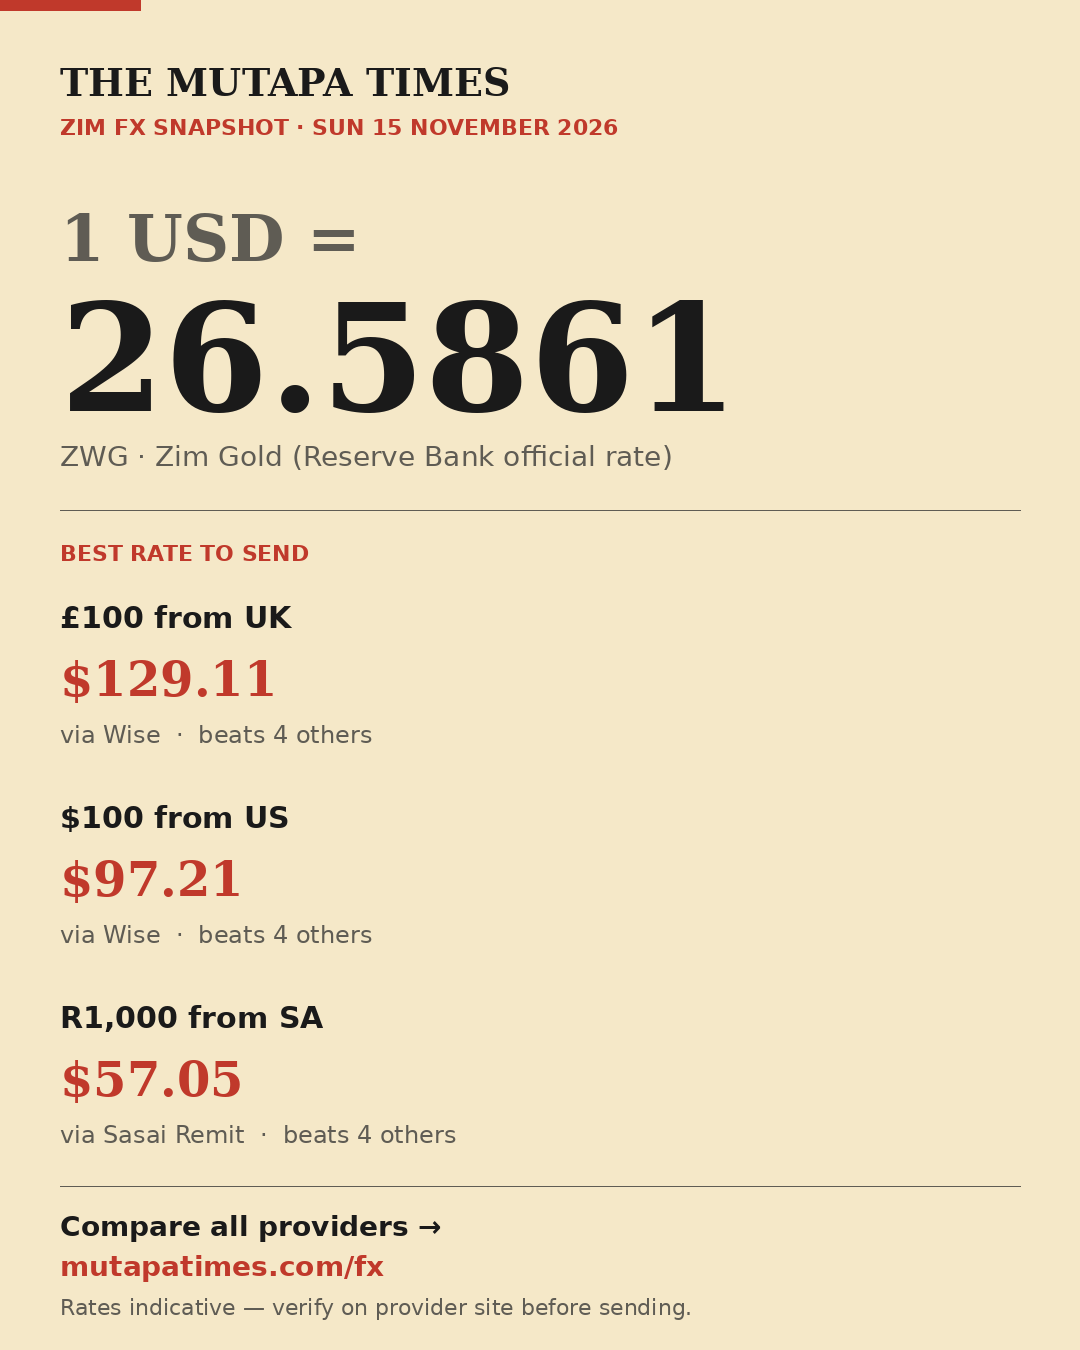 THE MUTAPA TIMES
ZIM FX SNAPSHOT · SUN 15 NOVEMBER 2026
1 USD =
26.5861
ZWG · Zim Gold (Reserve Bank official rate)
BEST RATE TO SEND
£100 from UK
$129.11
via Wise · beats 4 others
$100 from US
$97.21
via Wise · beats 4 others
R1,000 from SA
$57.05
via Sasai Remit · beats 4 others
Compare all providers →
mutapatimes.com/fx
Rates indicative — verify on provider site before sending.